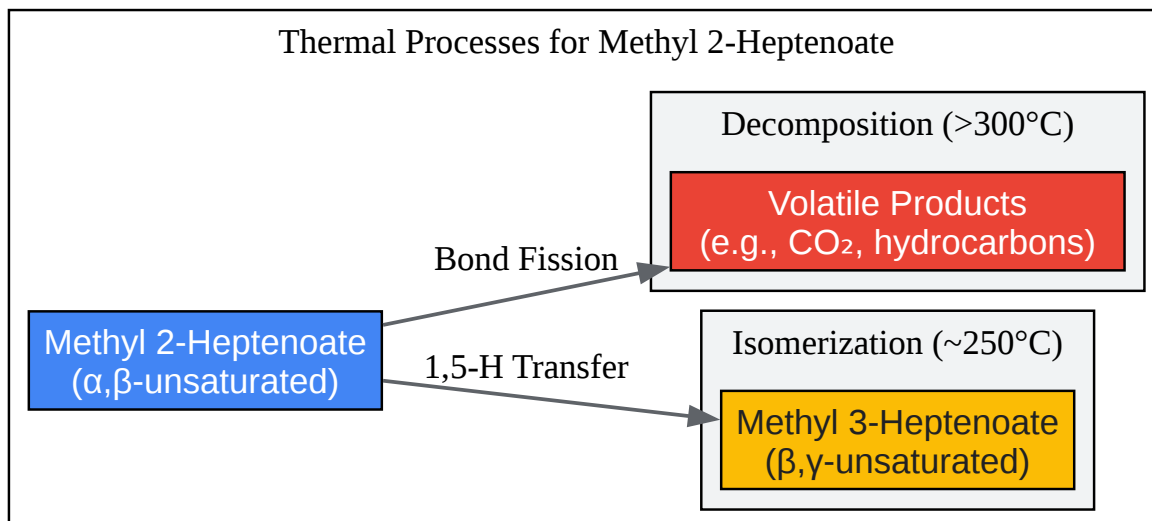 Thermal Processes for Methyl 2-Heptenoate
Decomposition (>300°C)
Volatile Products
(e.g., CO₂, hydrocarbons)
Bond Fission
Methyl 2-Heptenoate
(α,β-unsaturated)
1,5-H Transfer
Isomerization (~250°C)
Methyl 3-Heptenoate
(β,γ-unsaturated)